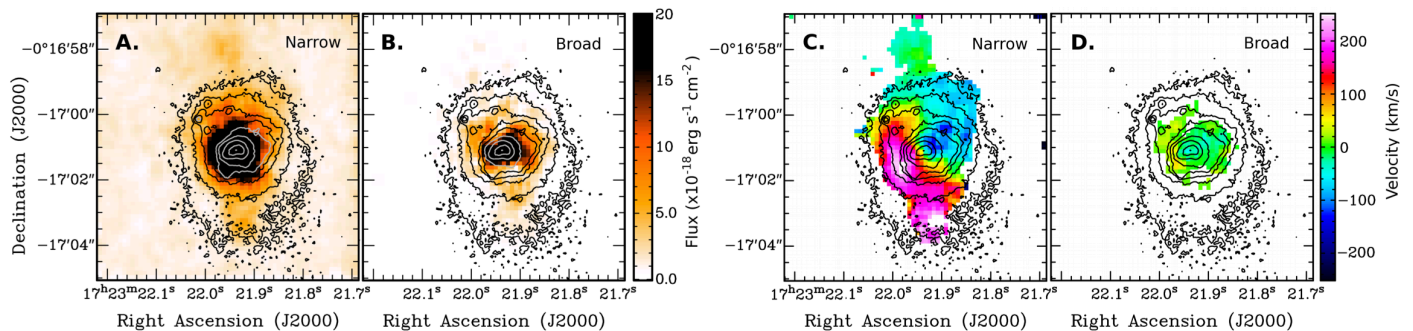 A.
Narrow
B.
Broad
C.
Narrow
D.
Broad
−0°16′58″
−17′00″
−17′02″
−17′04″
Declination (J2000)
17ʰ23ᵐ22.1ˢ 22.0ˢ 21.9ˢ 21.8ˢ 21.7ˢ
Right Ascension (J2000)
22.1ˢ 22.0ˢ 21.9ˢ 21.8ˢ 21.7ˢ
Right Ascension (J2000)
20
15
10
5.0
0.0
Flux (x10⁻¹⁸erg s⁻¹ cm⁻²)
−0°16′58″
−17′00″
−17′02″
−17′04″
17ʰ23ᵐ22.1ˢ 22.0ˢ 21.9ˢ 21.8ˢ 21.7ˢ
Right Ascension (J2000)
22.1ˢ 22.0ˢ 21.9ˢ 21.8ˢ 21.7ˢ
Right Ascension (J2000)
200
100
0
−100
−200
Velocity (km/s)